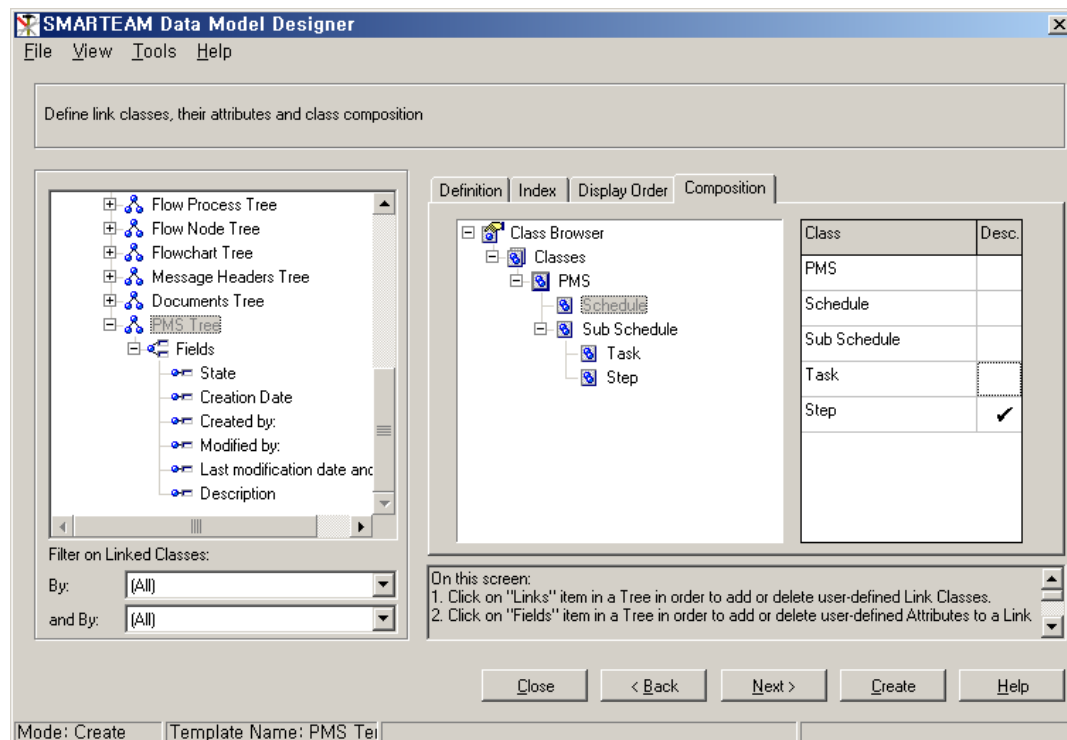 SMARTEAM Data Model Designer
File View Tools Help
Define link classes, their attributes and class composition
Flow Process Tree
Flow Node Tree
Flowchart Tree
Message Headers Tree
Documents Tree
PMS Tree
Fields
State
Creation Date
Created by:
Modified by:
Last modification date and
Description
Filter on Linked Classes:
By: (All)
and By: (All)
Definition Index Display Order Composition
Class Browser
Classes
PMS
Schedule
Sub Schedule
Task
Step
Class Desc.
PMS
Schedule
Sub Schedule
Task
Step ✔
On this screen:
1. Click on "Links" item in a Tree in order to add or delete user-defined Link Classes.
2. Click on "Fields" item in a Tree in order to add or delete user-defined Attributes to a Link
Close < Back Next > Create Help
Mode: Create Template Name: PMS Te